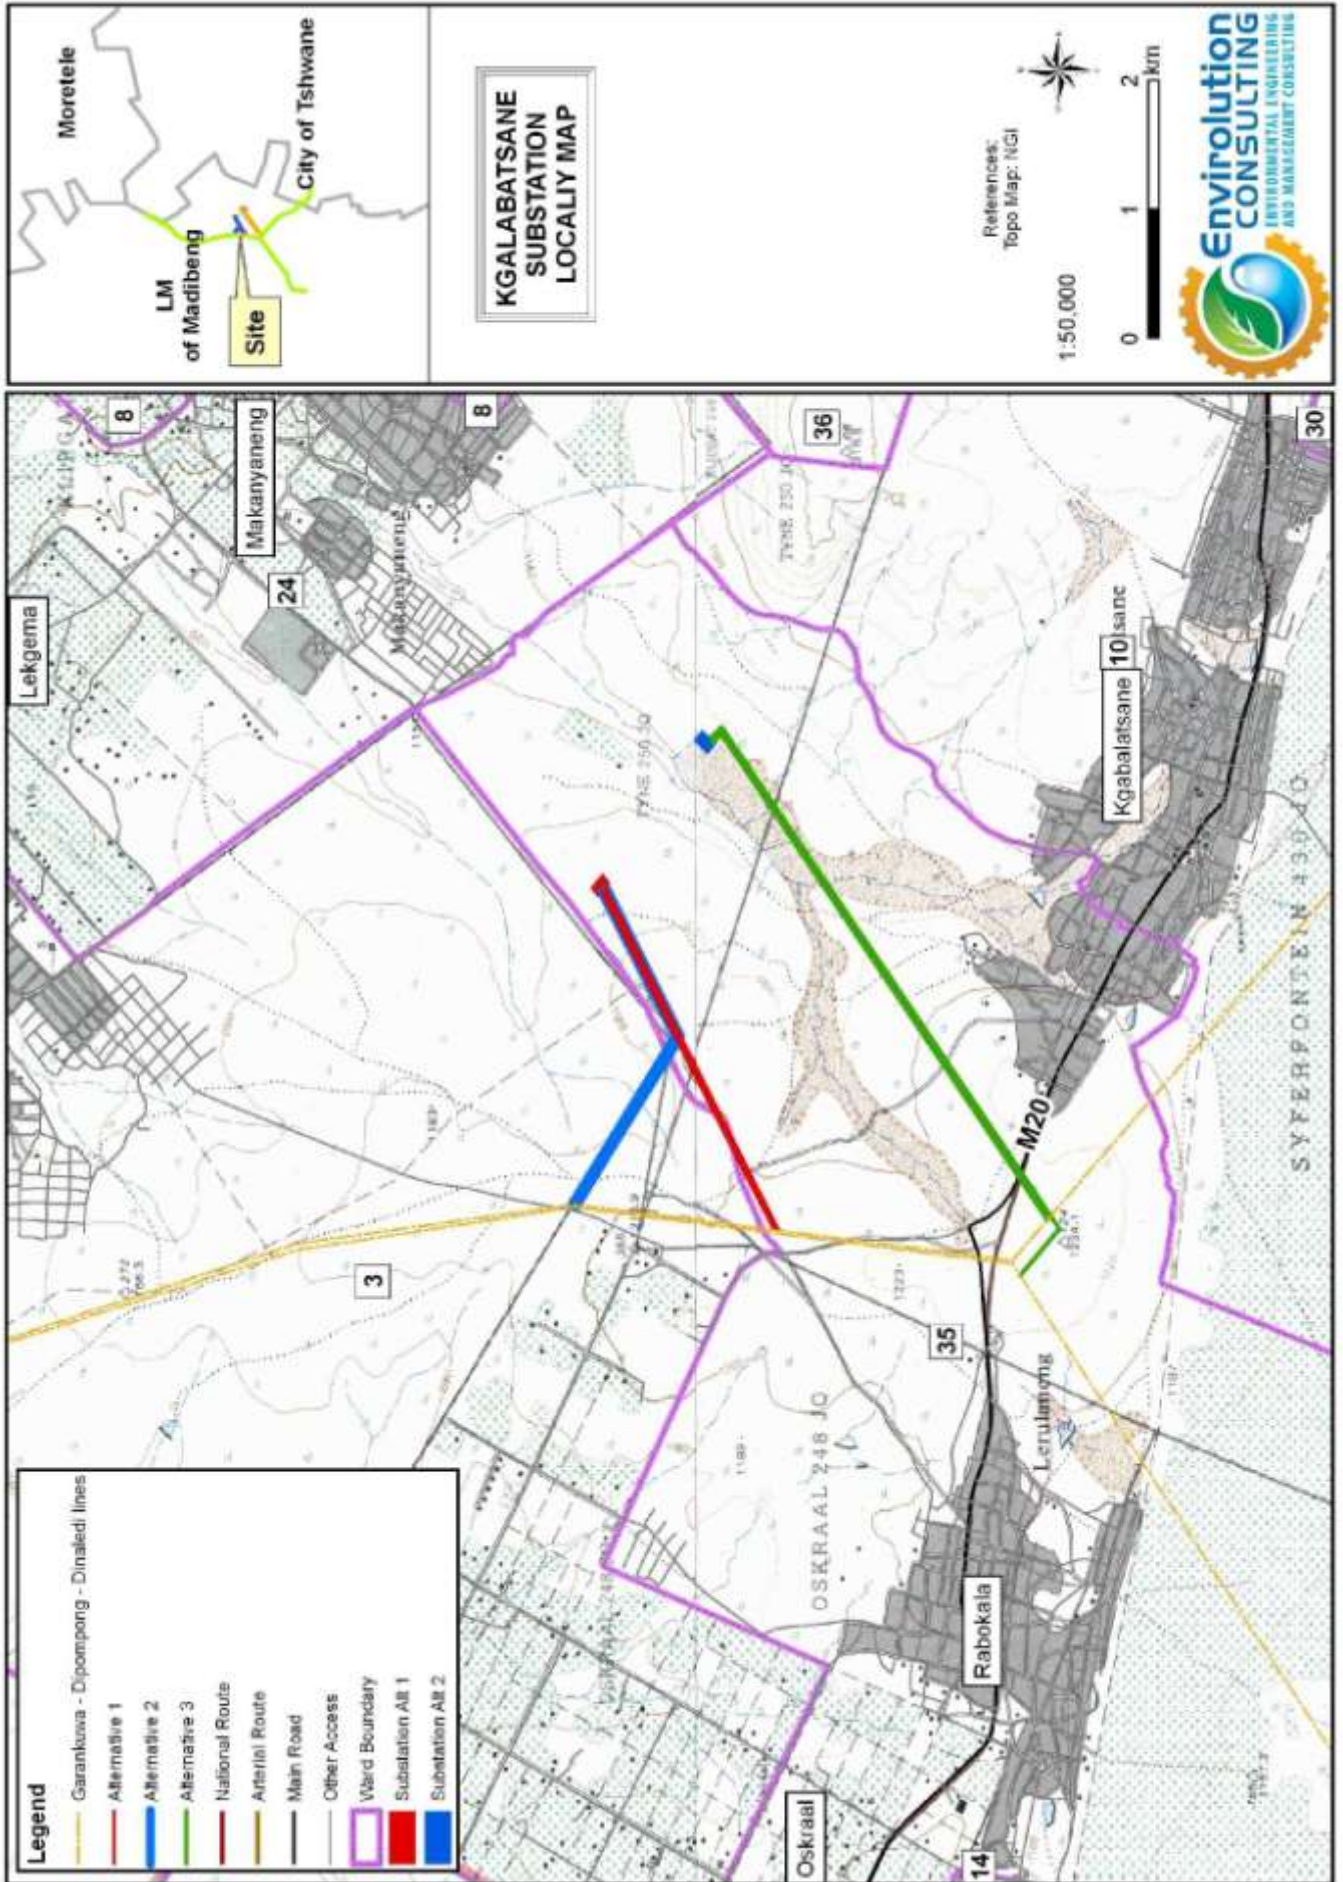 Moretele
LM
of Madibeng
City of Tshwane
Site
KGALABATSANE
SUBSTATION
LOCALIY MAP
References:
Topo Map: NGI
1:50,000
0
1
2
km
Envirolution
CONSULTING
ENVIRONMENTAL ENGINEERING
AND MANAGEMENT CONSULTING
Lekgema
8
Makanyaneng
24
8
36
30
TYNE 250 JQ
3
10
Kgabalatsane
M20
35
Lerulaneng
OSKRAAL 248 JQ
SYFERFONTEIN 430 JQ
Rabokala
Oskraal
14
Legend
Garankuwa - Dipompong - Dinaledi lines
Alternative 1
Alternative 2
Alternative 3
National Route
Arterial Route
Main Road
Other Access
Ward Boundary
Substation Alt 1
Substation Alt 2